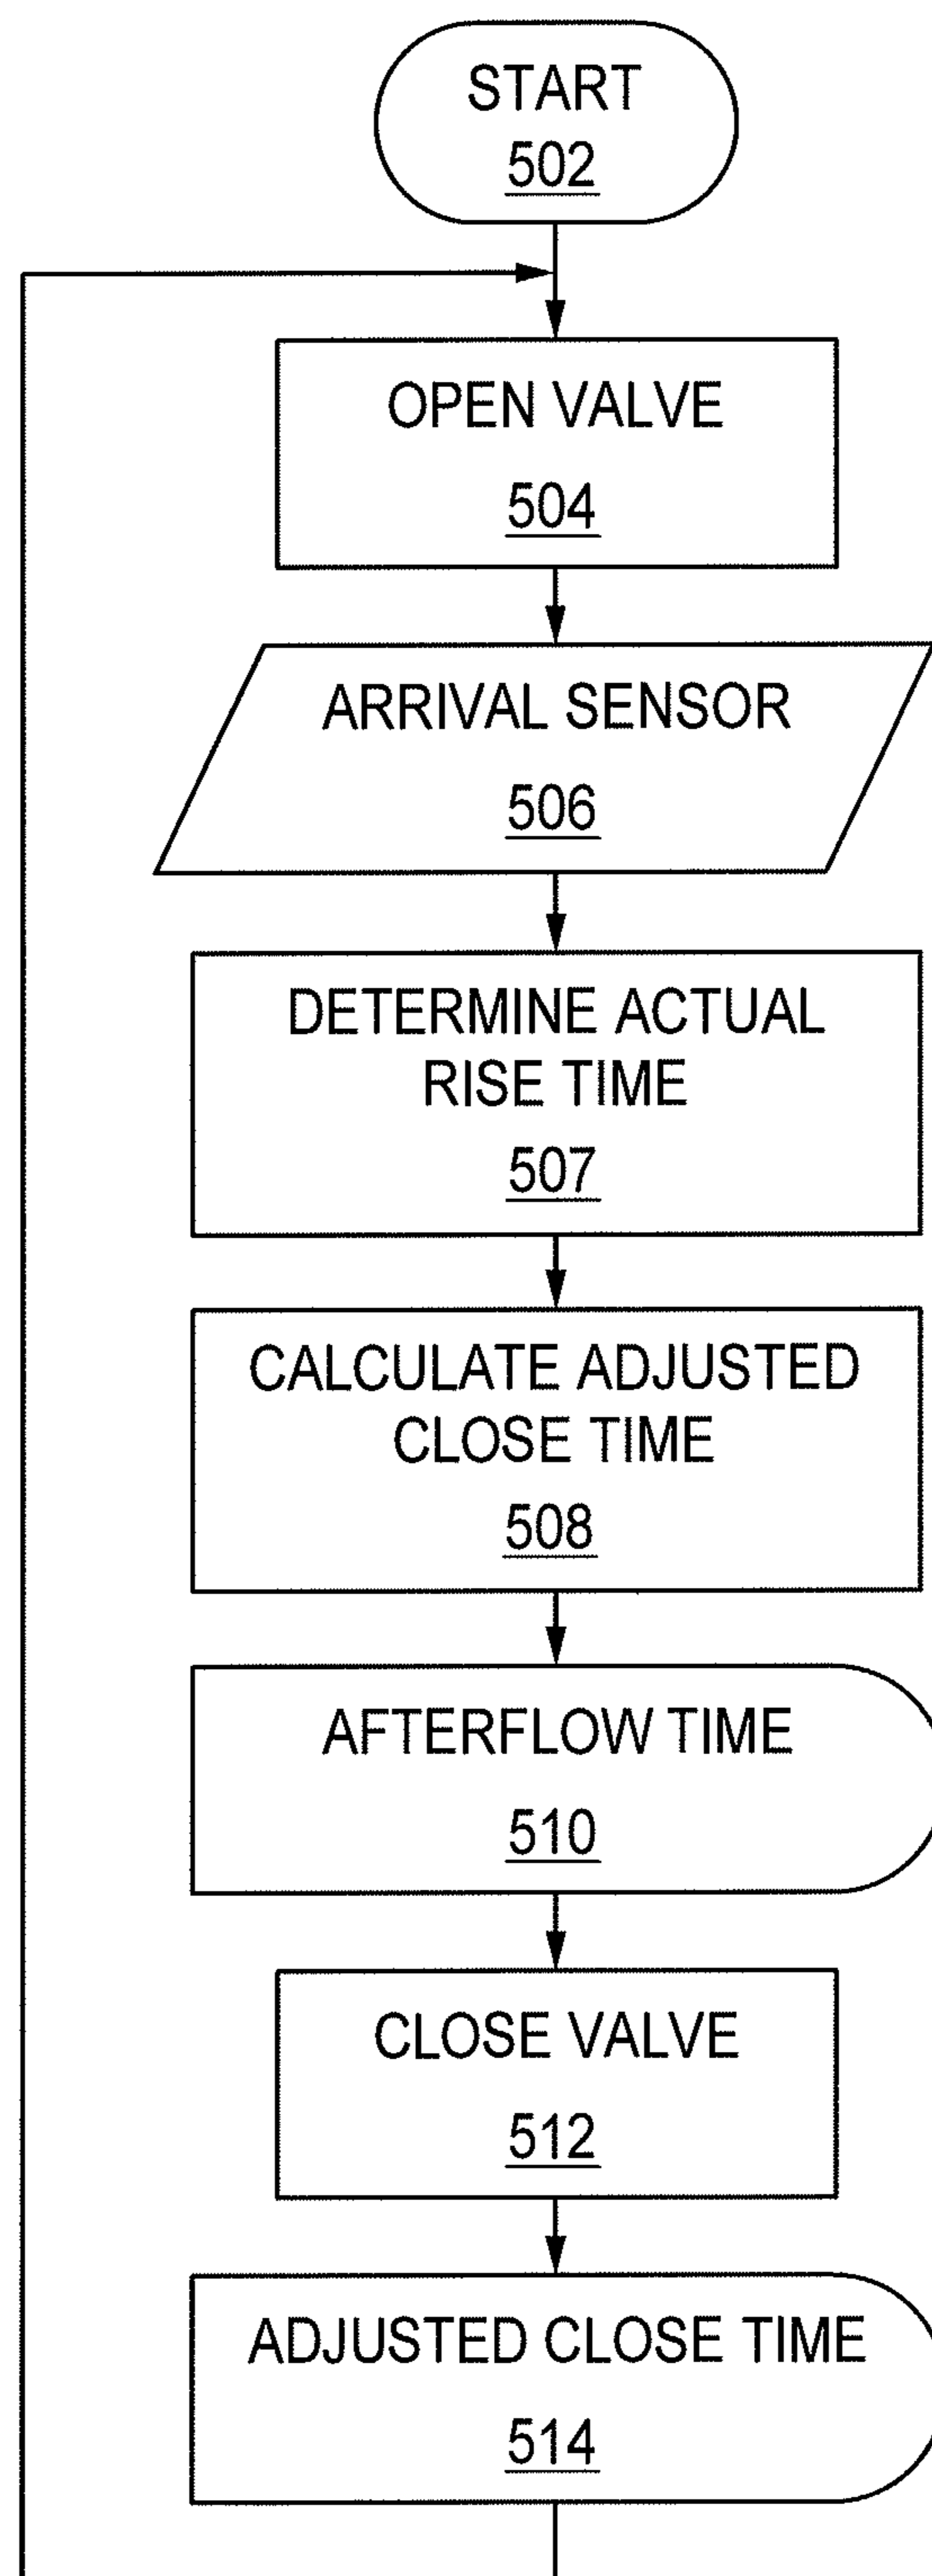 START
502
OPEN VALVE
504
ARRIVAL SENSOR
506
DETERMINE ACTUAL
RISE TIME
507
CALCULATE ADJUSTED
CLOSE TIME
508
AFTERFLOW TIME
510
CLOSE VALVE
512
ADJUSTED CLOSE TIME
514